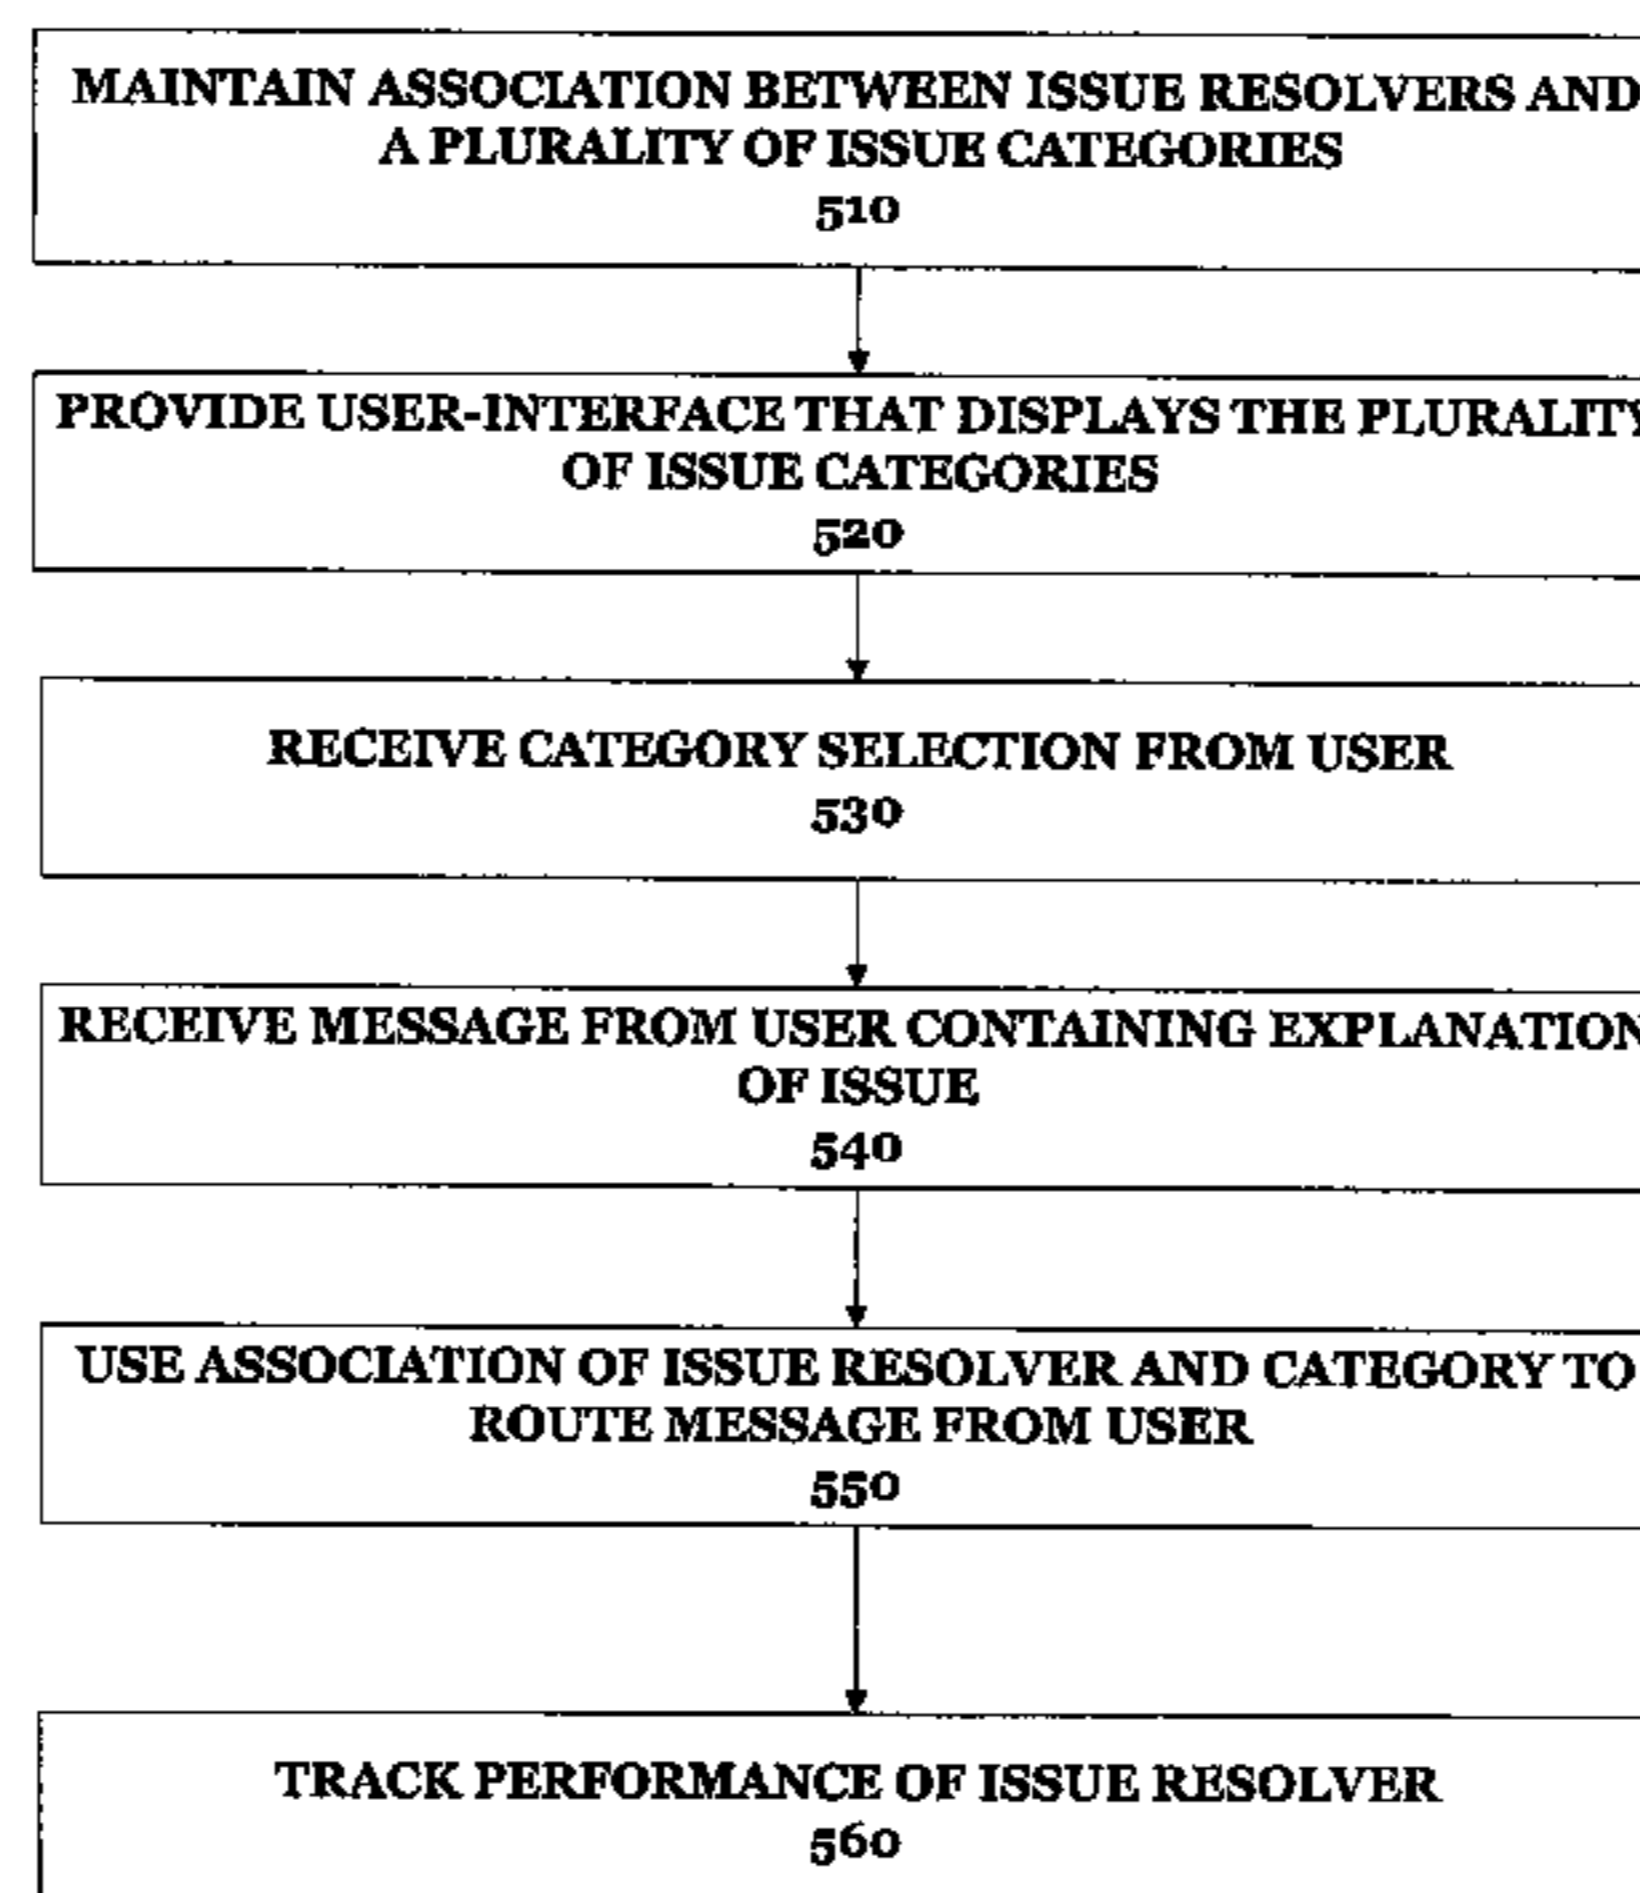 MAINTAIN ASSOCIATION BETWEEN ISSUE RESOLVERS AND
A PLURALITY OF ISSUE CATEGORIES
510
PROVIDE USER-INTERFACE THAT DISPLAYS THE PLURALITY
OF ISSUE CATEGORIES
520
RECEIVE CATEGORY SELECTION FROM USER
530
RECEIVE MESSAGE FROM USER CONTAINING EXPLANATION
OF ISSUE
540
USE ASSOCIATION OF ISSUE RESOLVER AND CATEGORY TO
ROUTE MESSAGE FROM USER
550
TRACK PERFORMANCE OF ISSUE RESOLVER
560